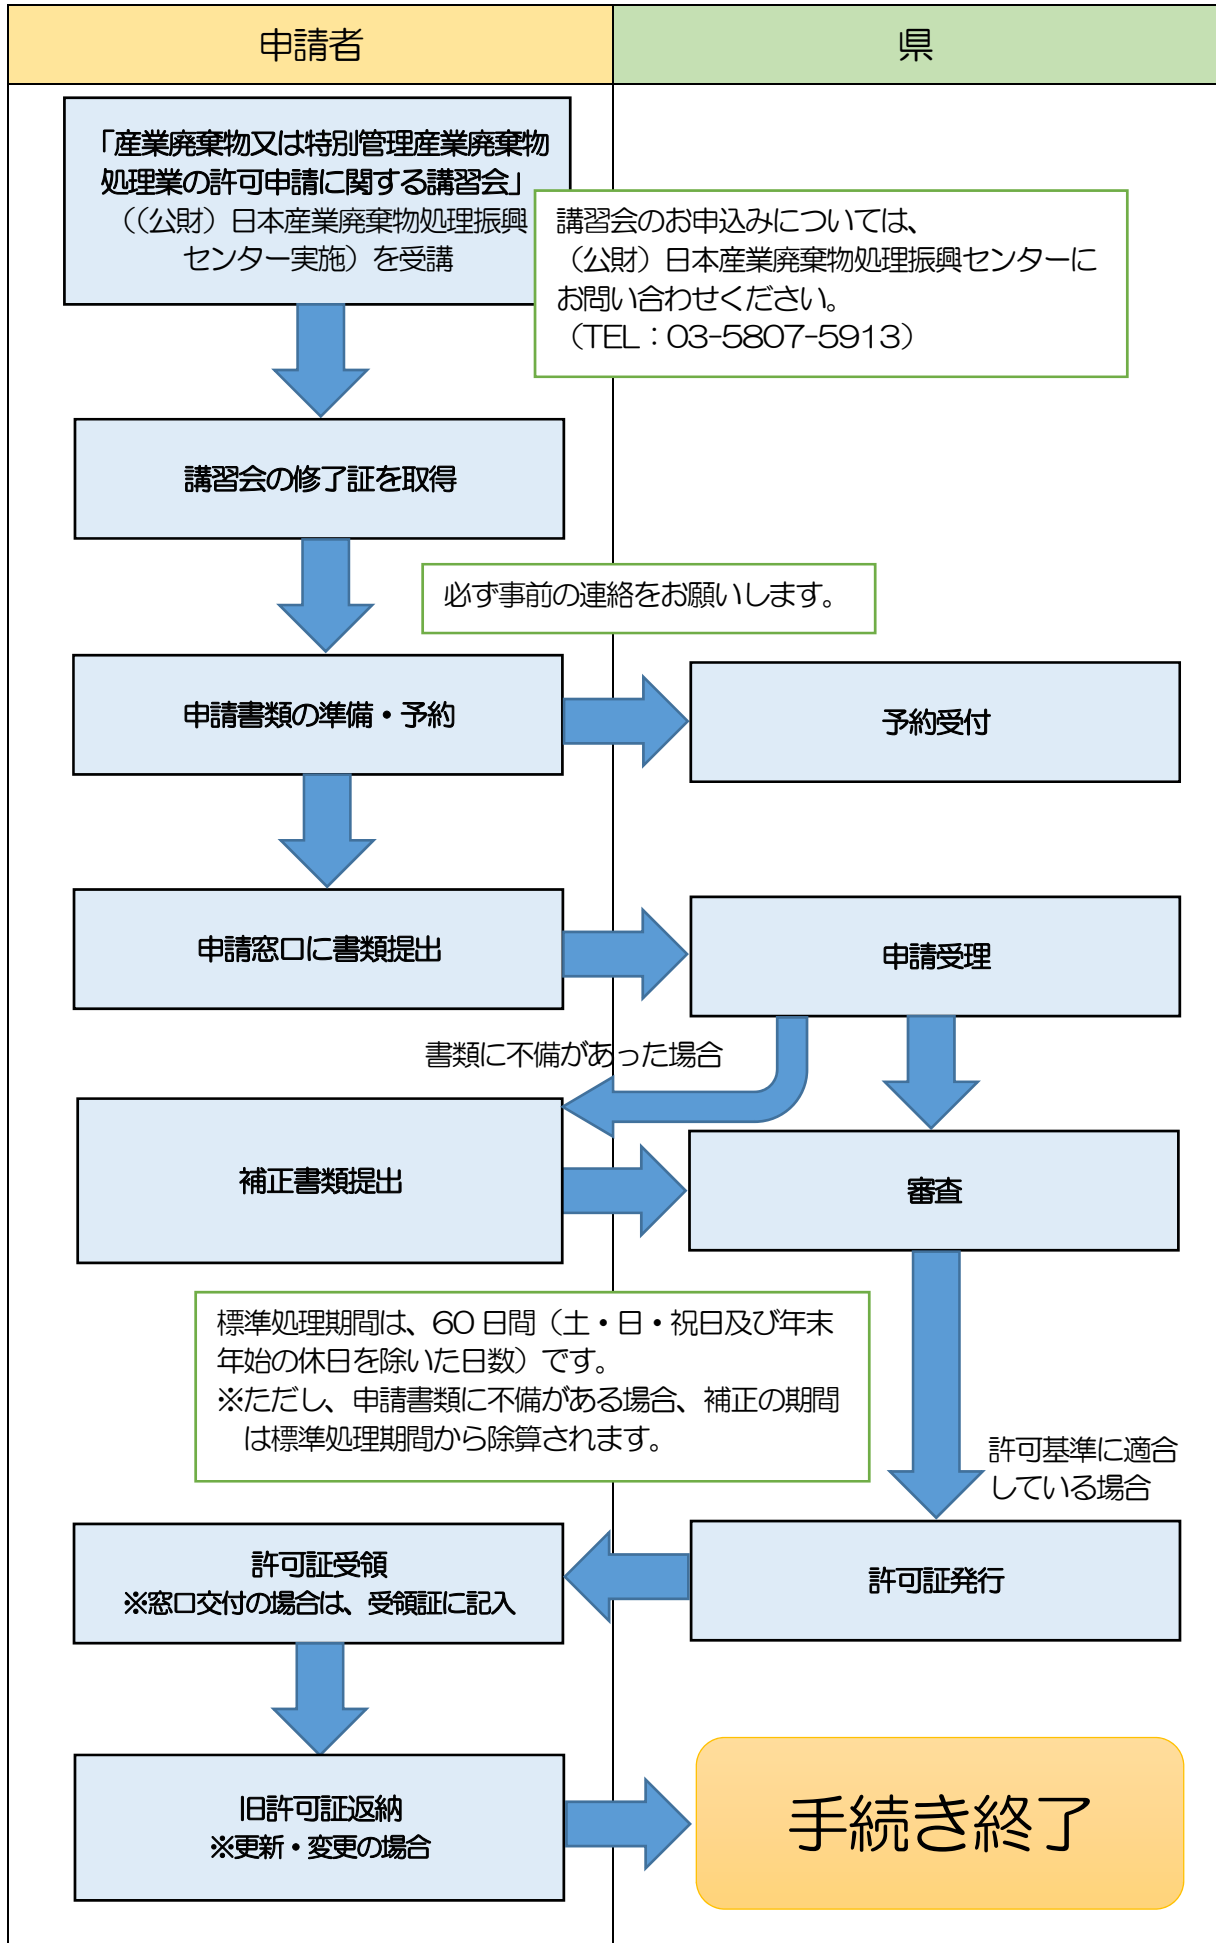 申請者
県
「産業廃棄物又は特別管理産業廃棄物
処理業の許可申請に関する講習会」
（(公財）日本産業廃棄物処理振興
センター実施）を受講
講習会のお申込みについては、
（公財）日本産業廃棄物処理振興センターに
お問い合わせください。
（TEL：03-5807-5913）
講習会の修了証を取得
必ず事前の連絡をお願いします。
申請書類の準備・予約
予約受付
申請窓口に書類提出
申請受理
書類に不備があった場合
補正書類提出
審査
標準処理期間は、60 日間（土・日・祝日及び年末
年始の休日を除いた日数）です。
※ただし、申請書類に不備がある場合、補正の期間
は標準処理期間から除算されます。
許可基準に適合
している場合
許可証受領
※窓口交付の場合は、受領証に記入
許可証発行
旧許可証返納
※更新・変更の場合
手続き終了